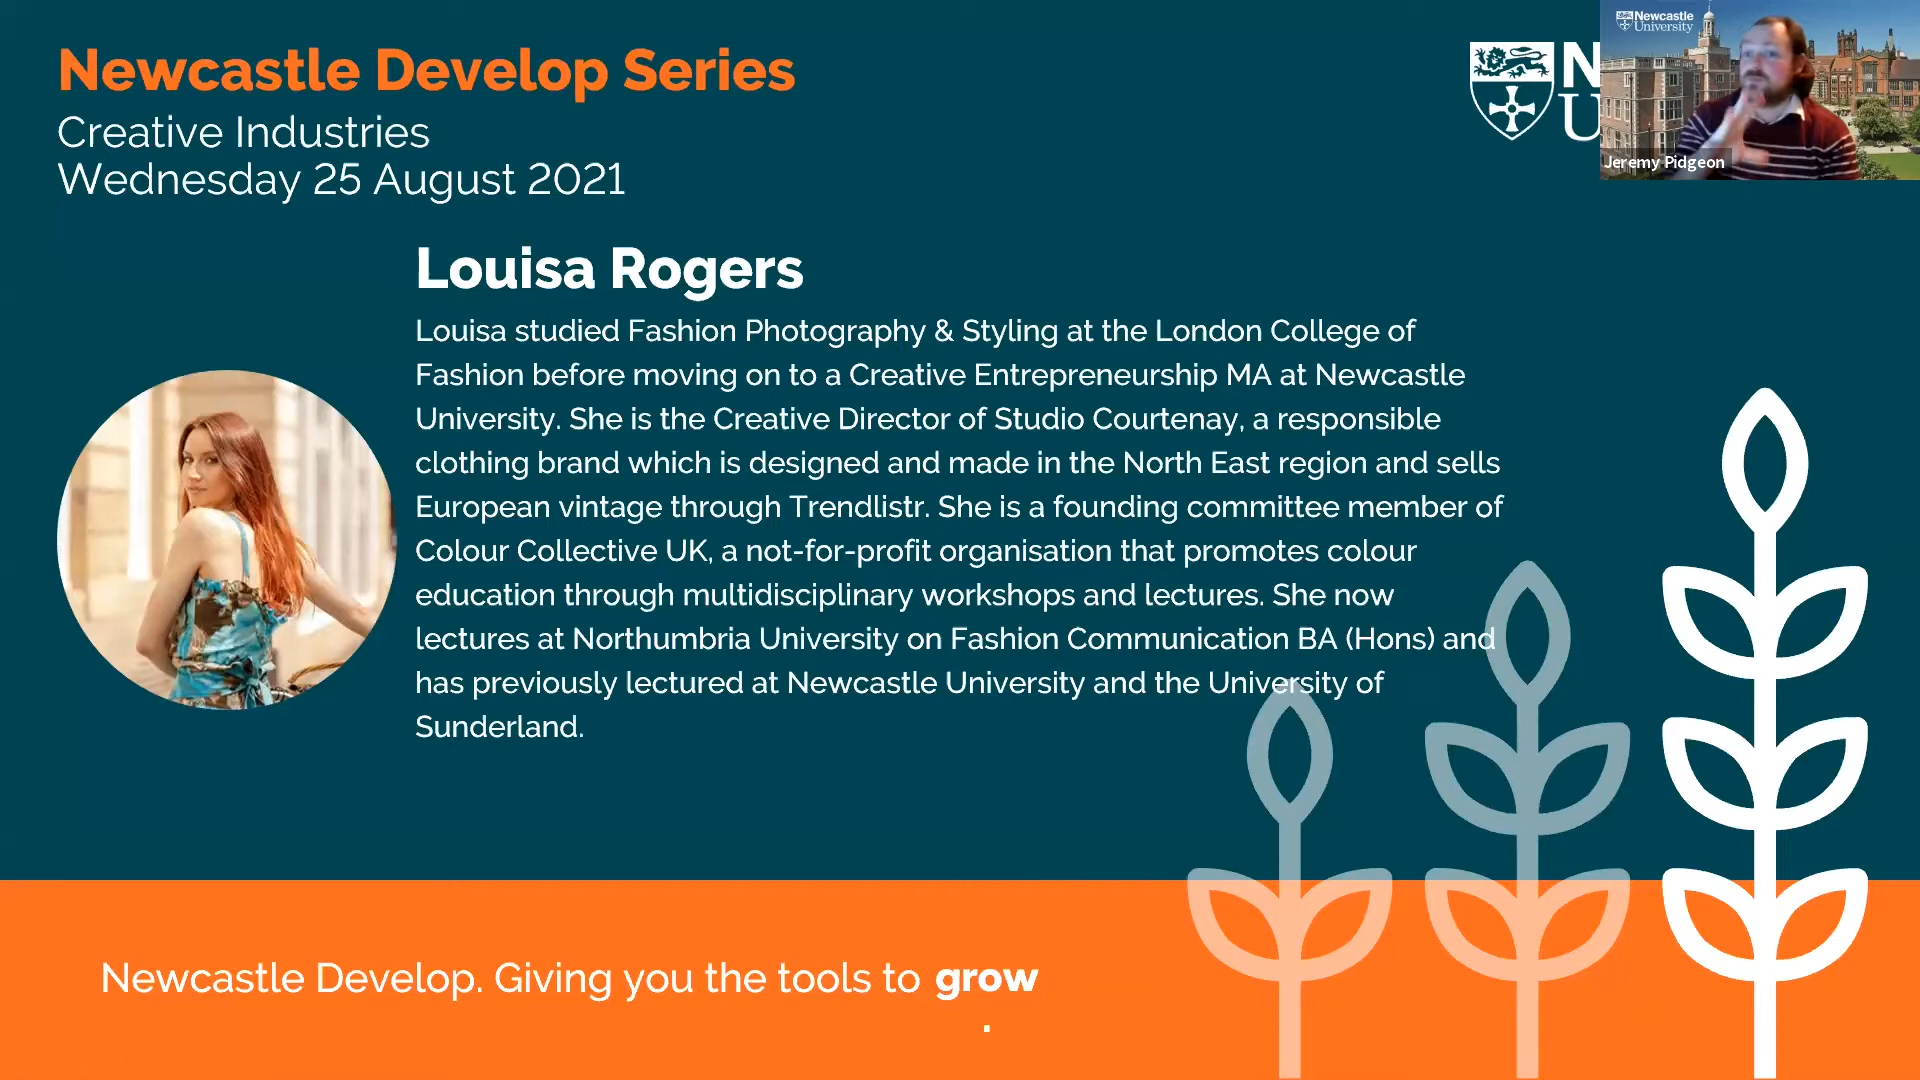 Newcastle Develop Series
Creative Industries
Wednesday 25 August 2021
N
U
Newcastle
University
Jeremy Pidgeon
Louisa Rogers
Louisa studied Fashion Photography & Styling at the London College of
Fashion before moving on to a Creative Entrepreneurship MA at Newcastle
University. She is the Creative Director of Studio Courtenay, a responsible
clothing brand which is designed and made in the North East region and sells
European vintage through Trendlistr. She is a founding committee member of
Colour Collective UK, a not-for-profit organisation that promotes colour
education through multidisciplinary workshops and lectures. She now
lectures at Northumbria University on Fashion Communication BA (Hons) and
has previously lectured at Newcastle University and the University of
Sunderland.
Newcastle Develop. Giving you the tools to grow
.